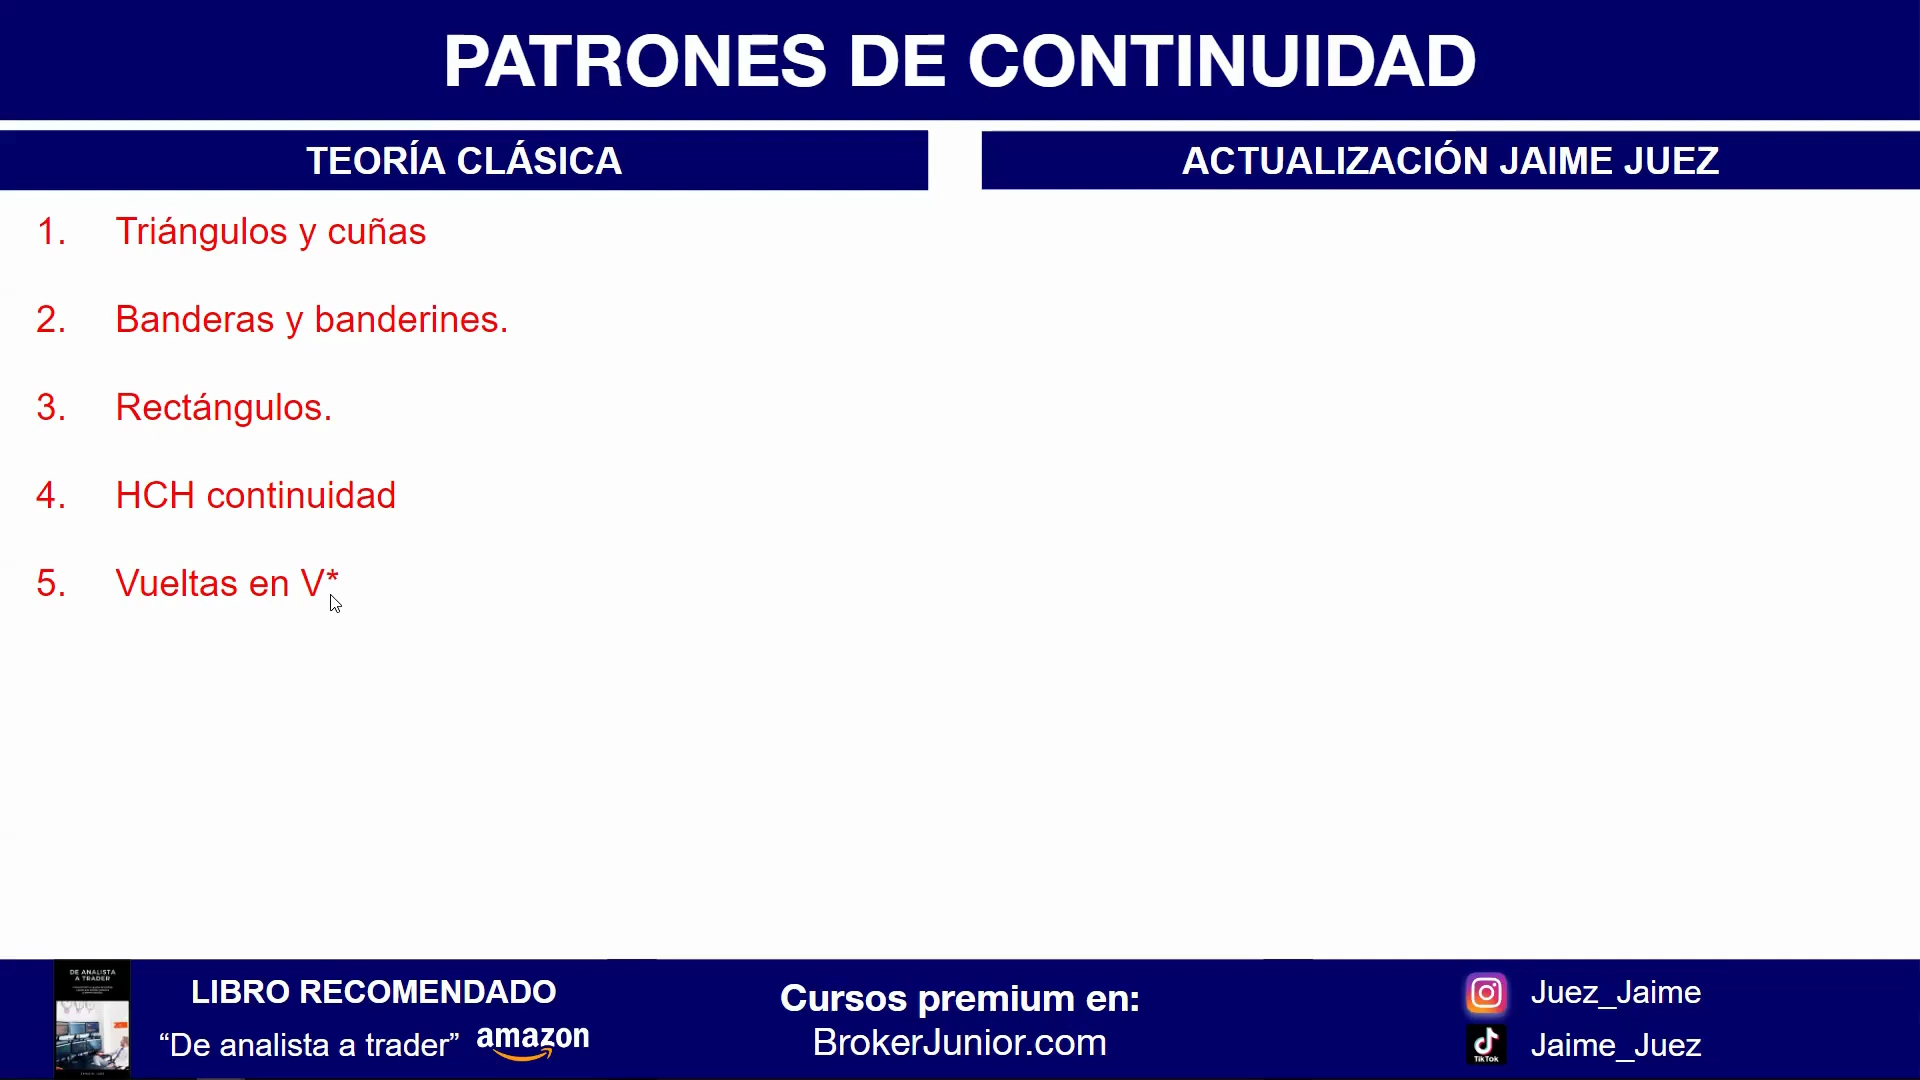 PATRONES DE CONTINUIDAD
TEORÍA CLÁSICA
1. Triángulos y cuñas
2. Banderas y banderines.
3. Rectángulos.
4. HCH continuidad
5. Vueltas en V*
ACTUALIZACIÓN JAIME JUEZ
DE ANALISTA
A TRADER
LIBRO RECOMENDADO
“De analista a trader” amazon
Cursos premium en:
BrokerJunior.com
Juez_Jaime
TikTok
Jaime_Juez